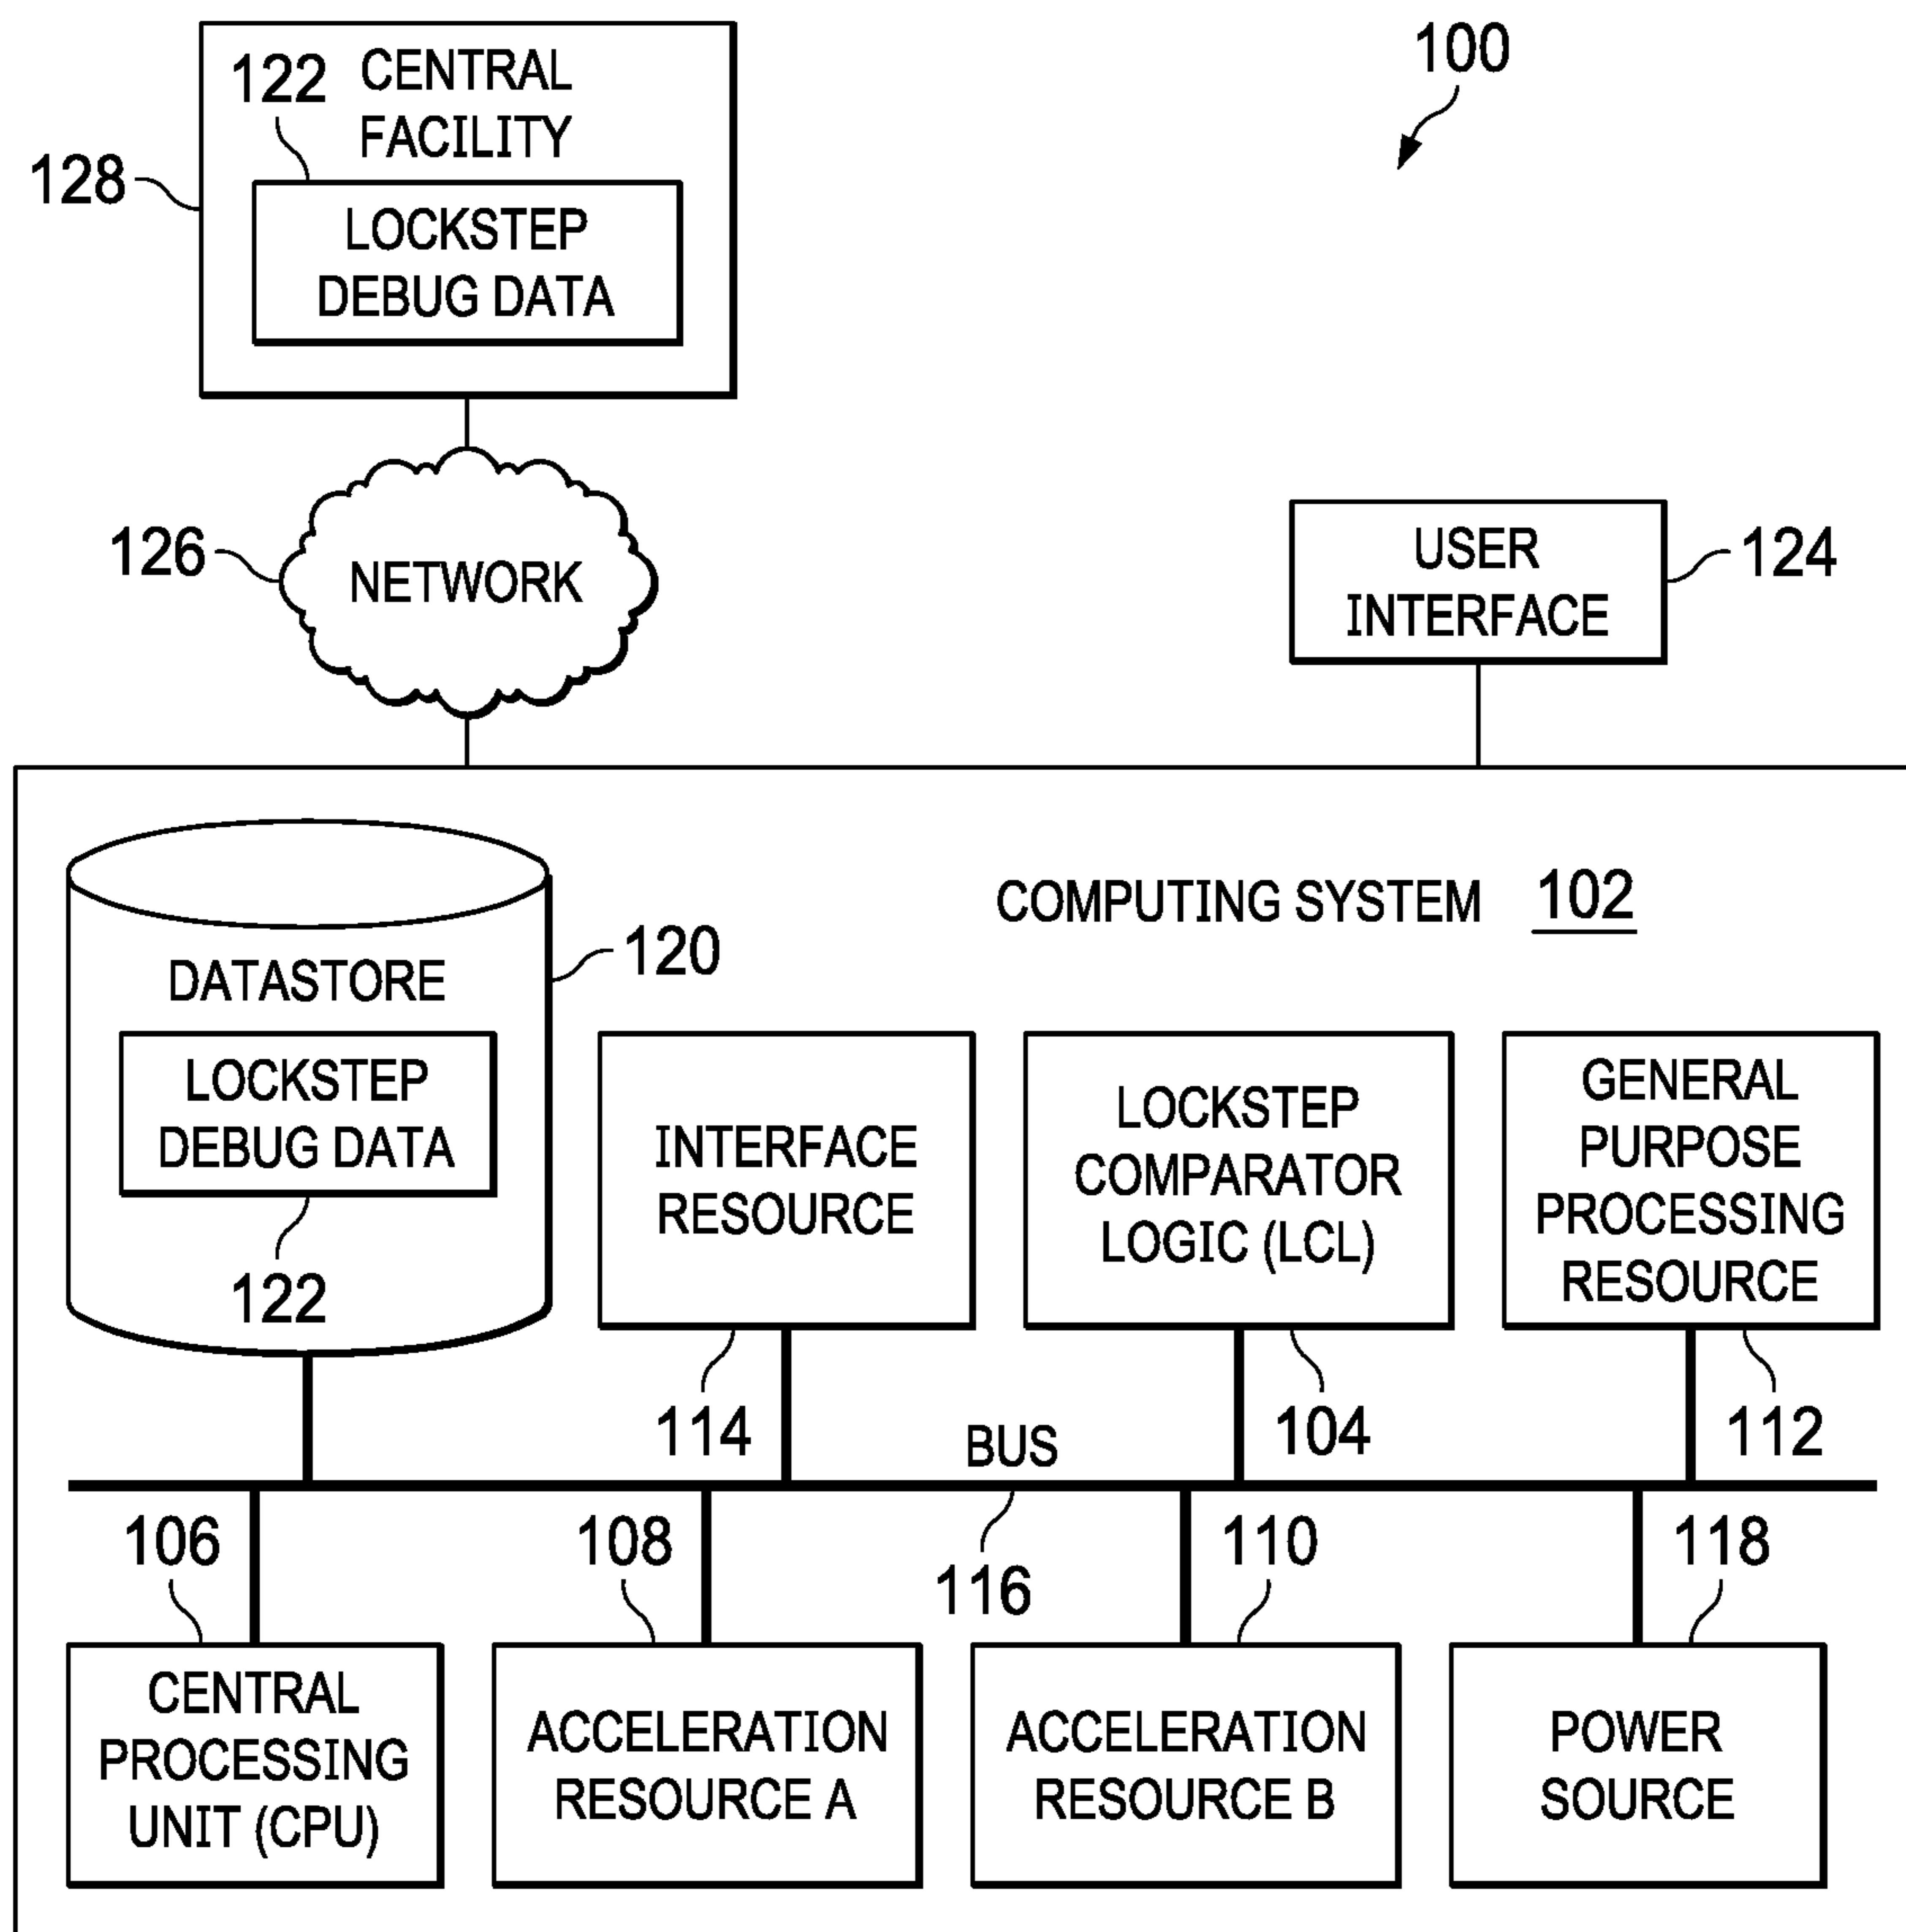 100
122
CENTRAL
FACILITY
128
LOCKSTEP
DEBUG DATA
126
NETWORK
USER
INTERFACE
124
COMPUTING SYSTEM 102
120
DATASTORE
LOCKSTEP
DEBUG DATA
122
INTERFACE
RESOURCE
114
LOCKSTEP
COMPARATOR
LOGIC (LCL)
104
GENERAL
PURPOSE
PROCESSING
RESOURCE
112
BUS
116
106
CENTRAL
PROCESSING
UNIT (CPU)
108
ACCELERATION
RESOURCE A
110
ACCELERATION
RESOURCE B
118
POWER
SOURCE